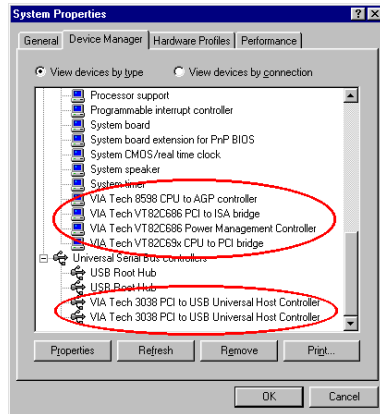 System Properties
General Device Manager Hardware Profiles Performance
View devices by type View devices by connection
Processor support
Programmable interrupt controller
System board
System board extension for PnP BIOS
System CMOS/real time clock
System speaker
System timer
VIA Tech 8598 CPU to AGP controller
VIA Tech VT82C686 PCI to ISA bridge
VIA Tech VT82C686 Power Management Controller
VIA Tech VT82C69x CPU to PCI bridge
Universal Serial Bus controllers
USB Root Hub
USB Root Hub
VIA Tech 3038 PCI to USB Universal Host Controller
VIA Tech 3038 PCI to USB Universal Host Controller
Properties Refresh Remove Print...
OK Cancel